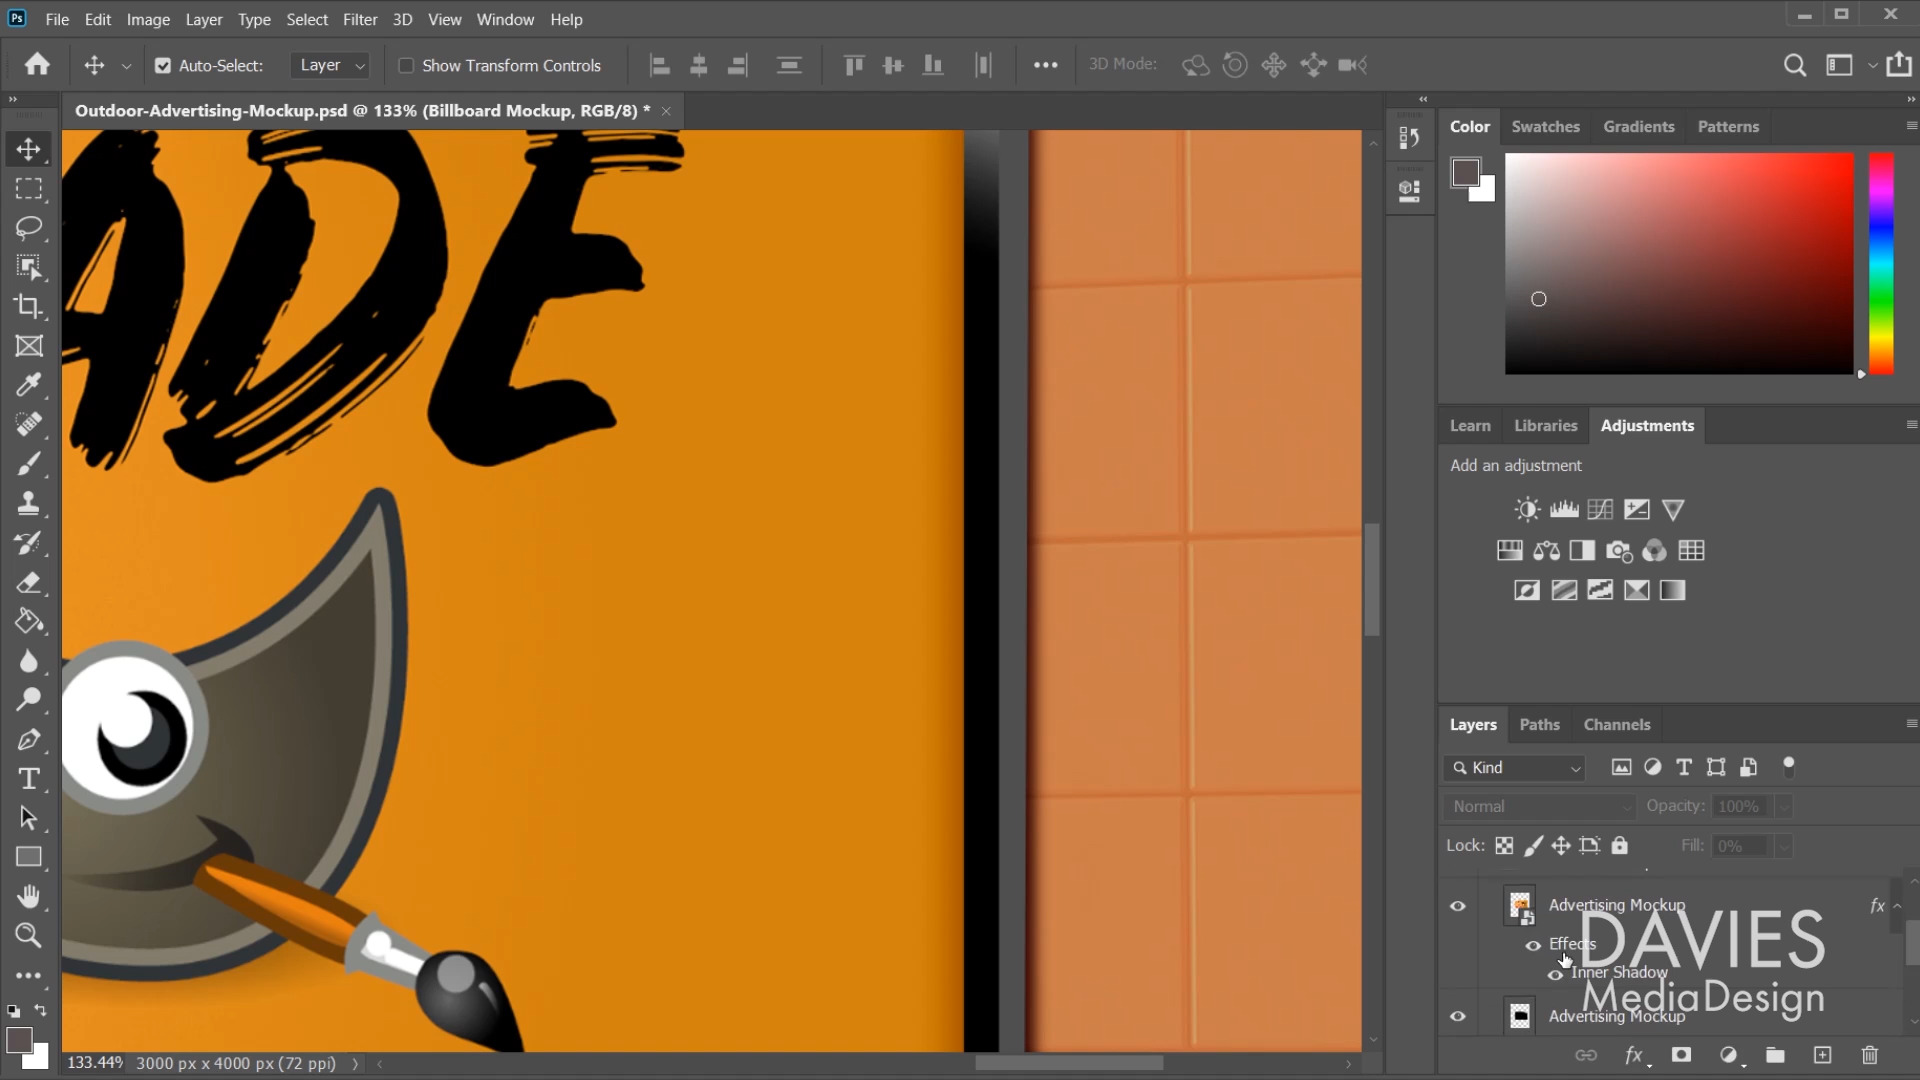 Ps File Edit Image Layer Type Select Filter 3D View Window Help
Auto-Select: Layer Show Transform Controls 3D Mode:
Outdoor-Advertising-Mockup.psd @ 133% (Billboard Mockup, RGB/8) *
Color Swatches Gradients Patterns
ADE
Learn Libraries Adjustments
Add an adjustment
Layers Paths Channels
Kind
Normal Opacity: 100%
Lock: Fill: 0%
Advertising Mockup fx
Effects
Inner Shadow
Advertising Mockup
DAVIES
MediaDesign
133.44% 3000 px x 4000 px (72 ppi)
fx